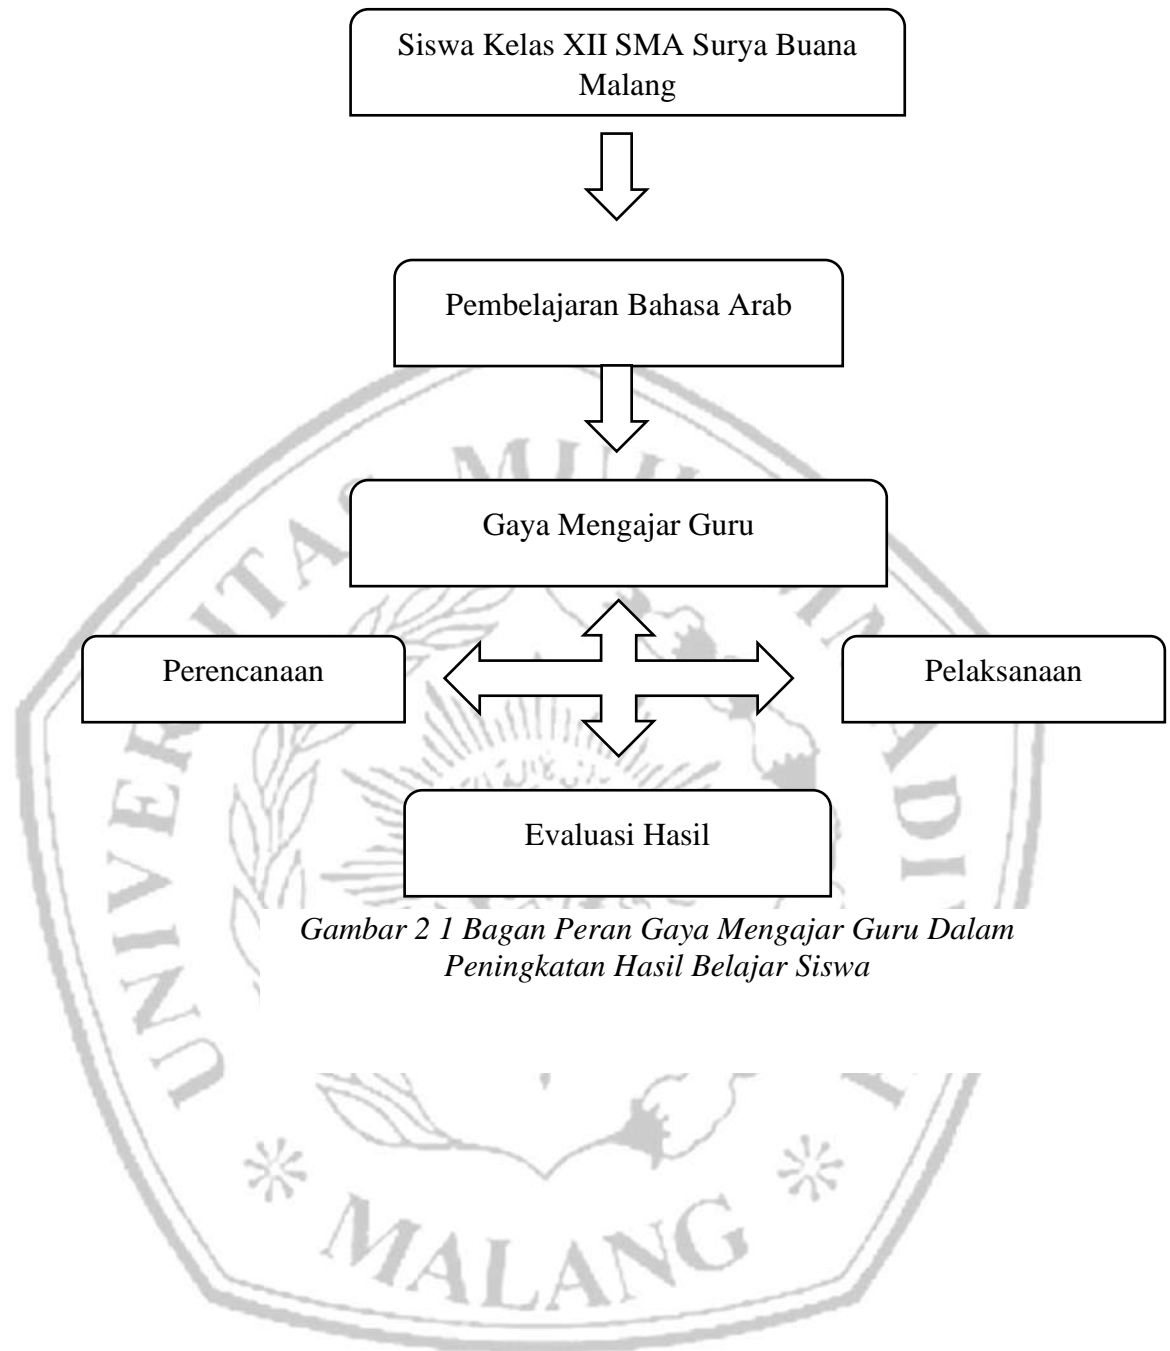 Siswa Kelas XII SMA Surya Buana
Malang
Pembelajaran Bahasa Arab
Gaya Mengajar Guru
Perencanaan
Pelaksanaan
Evaluasi Hasil
Gambar 2 1 Bagan Peran Gaya Mengajar Guru Dalam
Peningkatan Hasil Belajar Siswa
MALANG